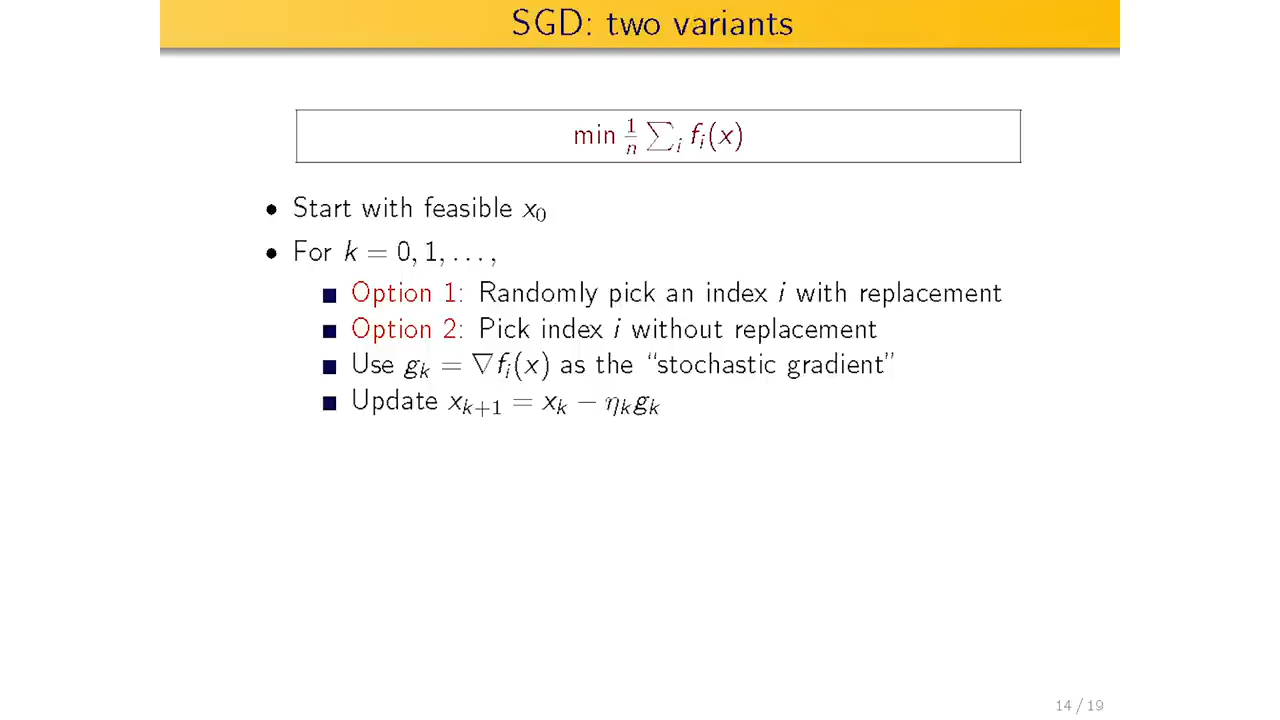 SGD: two variants
min 1/n ∑_i f_i(x)
• Start with feasible x_0
• For k = 0, 1, . . . ,
■ Option 1: Randomly pick an index i with replacement
■ Option 2: Pick index i without replacement
■ Use g_k = ∇f_i(x) as the “stochastic gradient”
■ Update x_{k+1} = x_k − η_k g_k
14 / 19